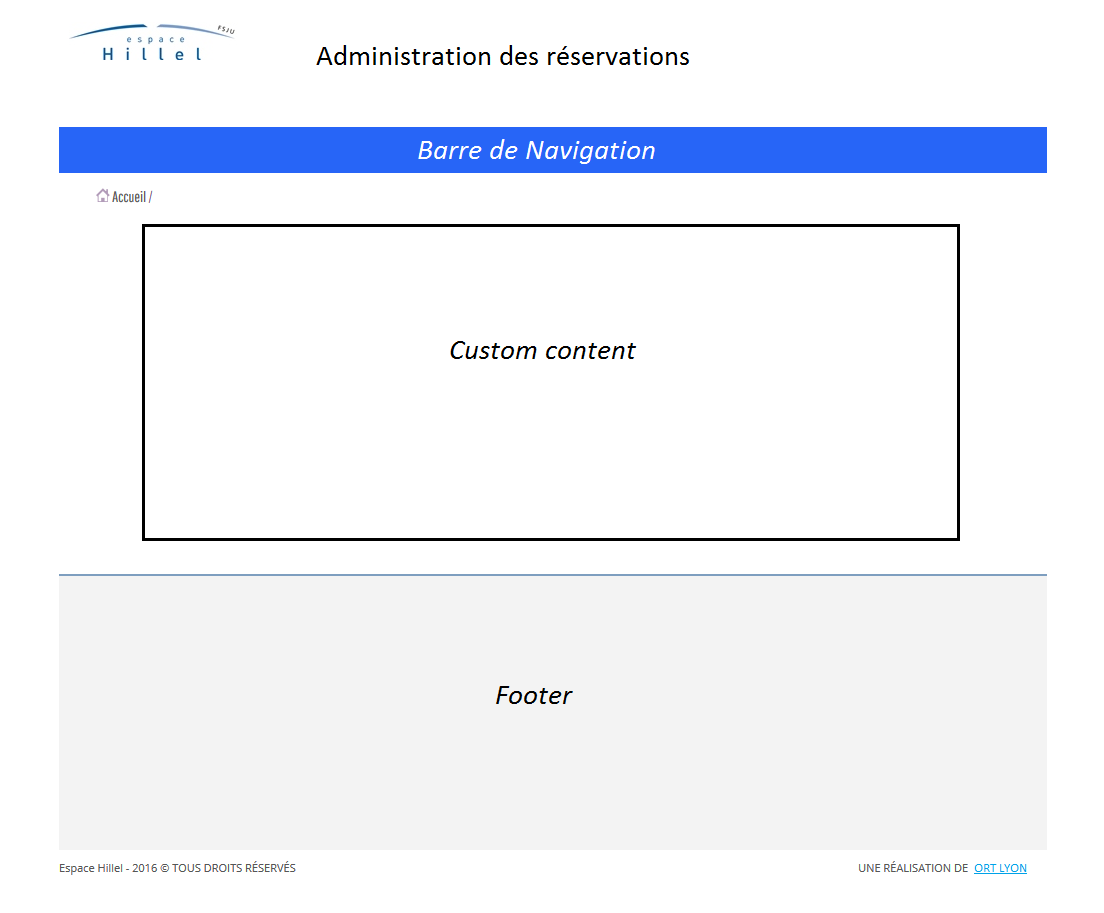 FSJU
espace
Hillel
Administration des réservations
Barre de Navigation
Accueil /
Custom content
Footer
Espace Hillel - 2016 © TOUS DROITS RÉSERVÉS
UNE RÉALISATION DE ORT LYON